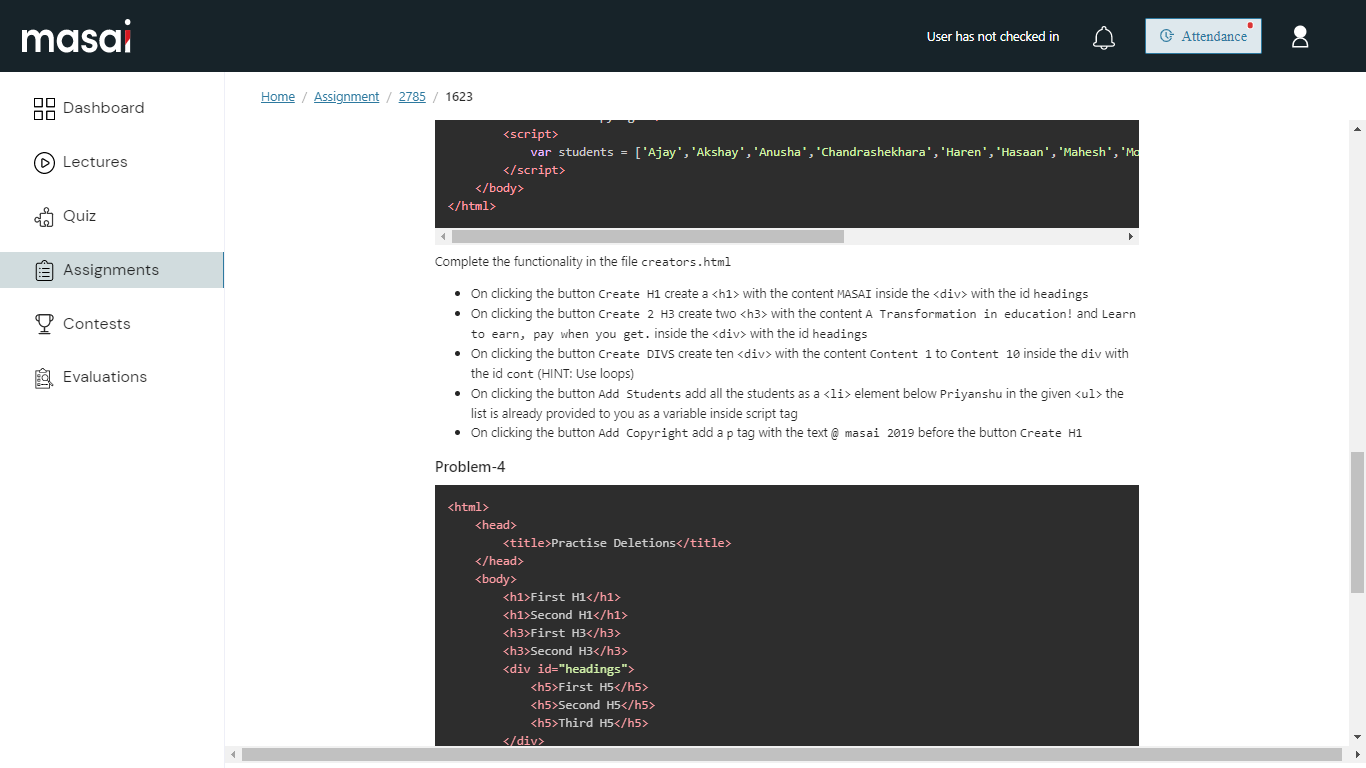 masai
User has not checked in
Attendance
Dashboard
Lectures
Quiz
Assignments
Contests
Evaluations
Home / Assignment / 2785 / 1623
<script>
var students = ['Ajay','Akshay','Anusha','Chandrashekhara','Haren','Hasaan','Mahesh','Mo
</script>
</body>
</html>
Complete the functionality in the file creators.html
• On clicking the button Create H1 create a <h1> with the content MASAI inside the <div> with the id headings
• On clicking the button Create 2 H3 create two <h3> with the content A Transformation in education! and Learn
to earn, pay when you get. inside the <div> with the id headings
• On clicking the button Create DIVS create ten <div> with the content Content 1 to Content 10 inside the div with
the id cont (HINT: Use loops)
• On clicking the button Add Students add all the students as a <li> element below Priyanshu in the given <ul> the
list is already provided to you as a variable inside script tag
• On clicking the button Add Copyright add a p tag with the text @ masai 2019 before the button Create H1
Problem-4
<html>
<head>
<title>Practise Deletions</title>
</head>
<body>
<h1>First H1</h1>
<h1>Second H1</h1>
<h3>First H3</h3>
<h3>Second H3</h3>
<div id="headings">
<h5>First H5</h5>
<h5>Second H5</h5>
<h5>Third H5</h5>
</div>